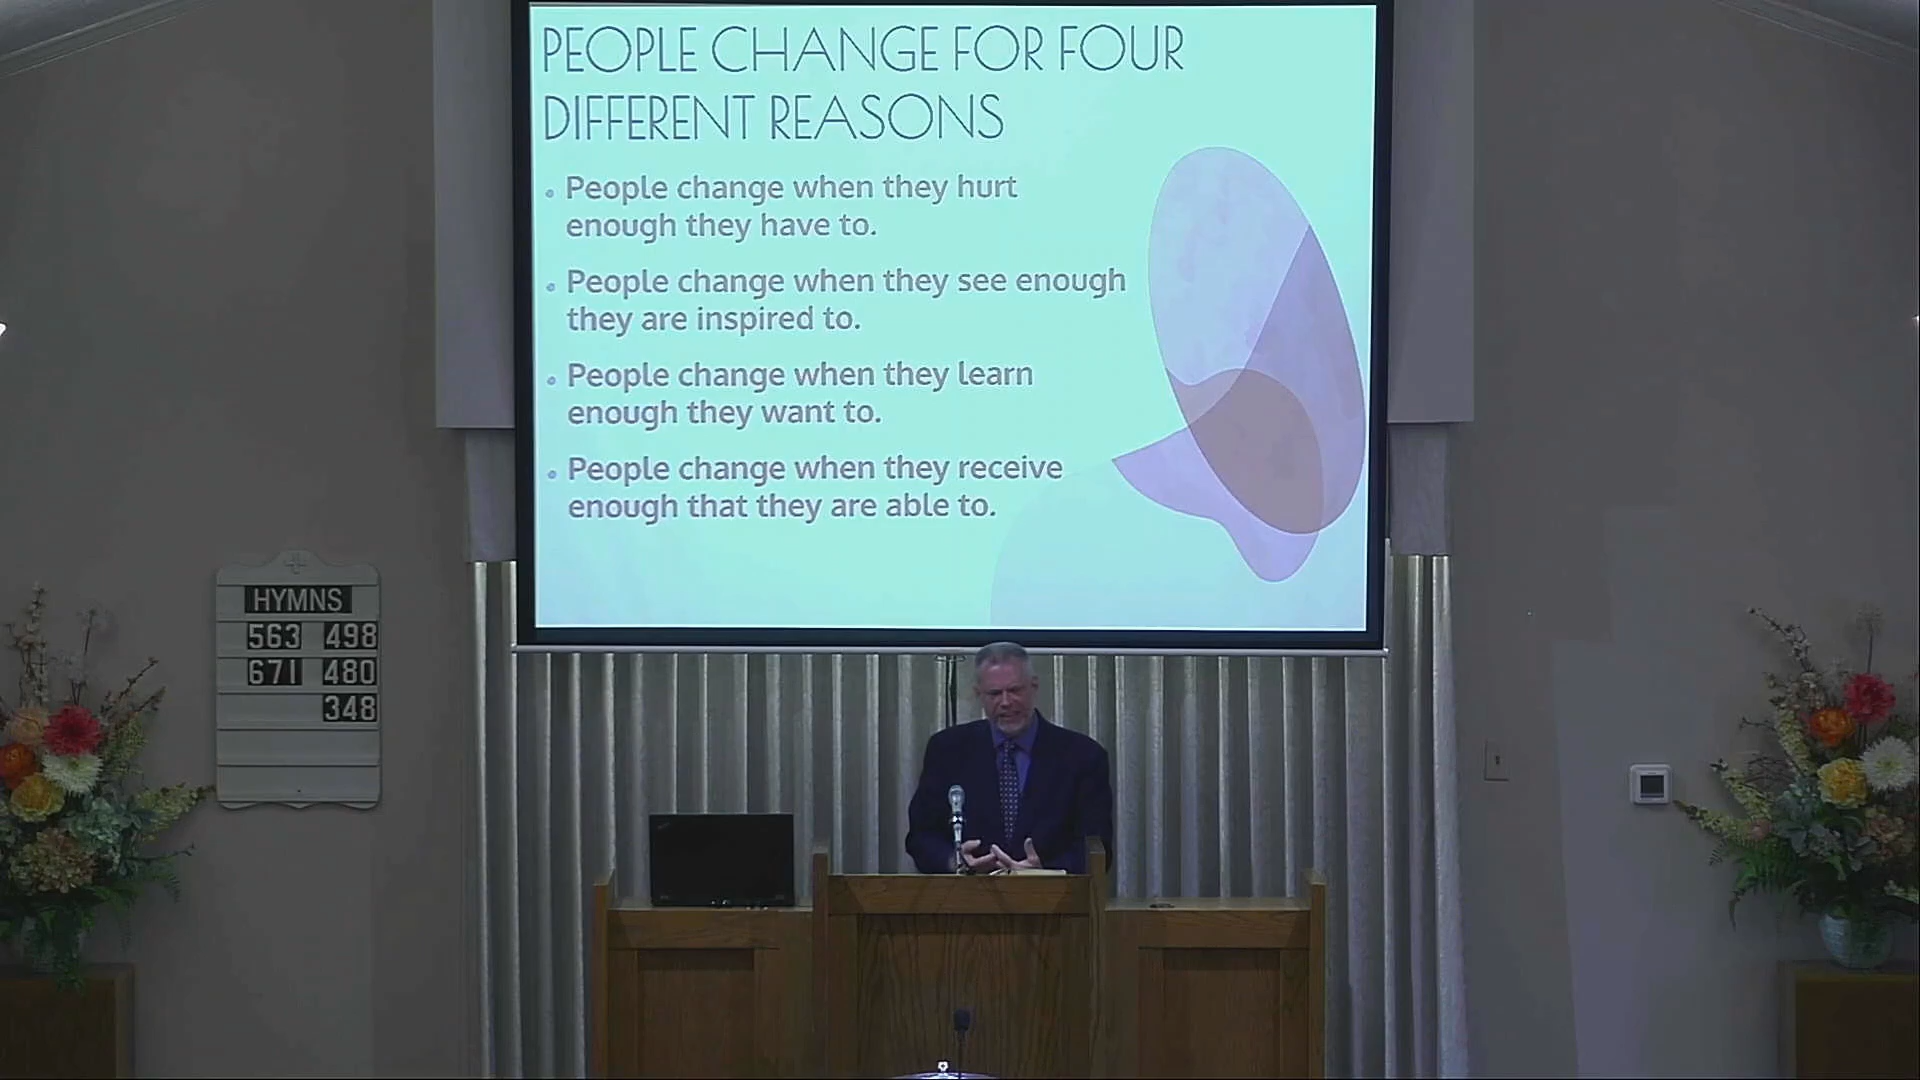 PEOPLE CHANGE FOR FOUR
DIFFERENT REASONS
• People change when they hurt
enough they have to.
• People change when they see enough
they are inspired to.
• People change when they learn
enough they want to.
• People change when they receive
enough that they are able to.
HYMNS
563 498
671 480
348